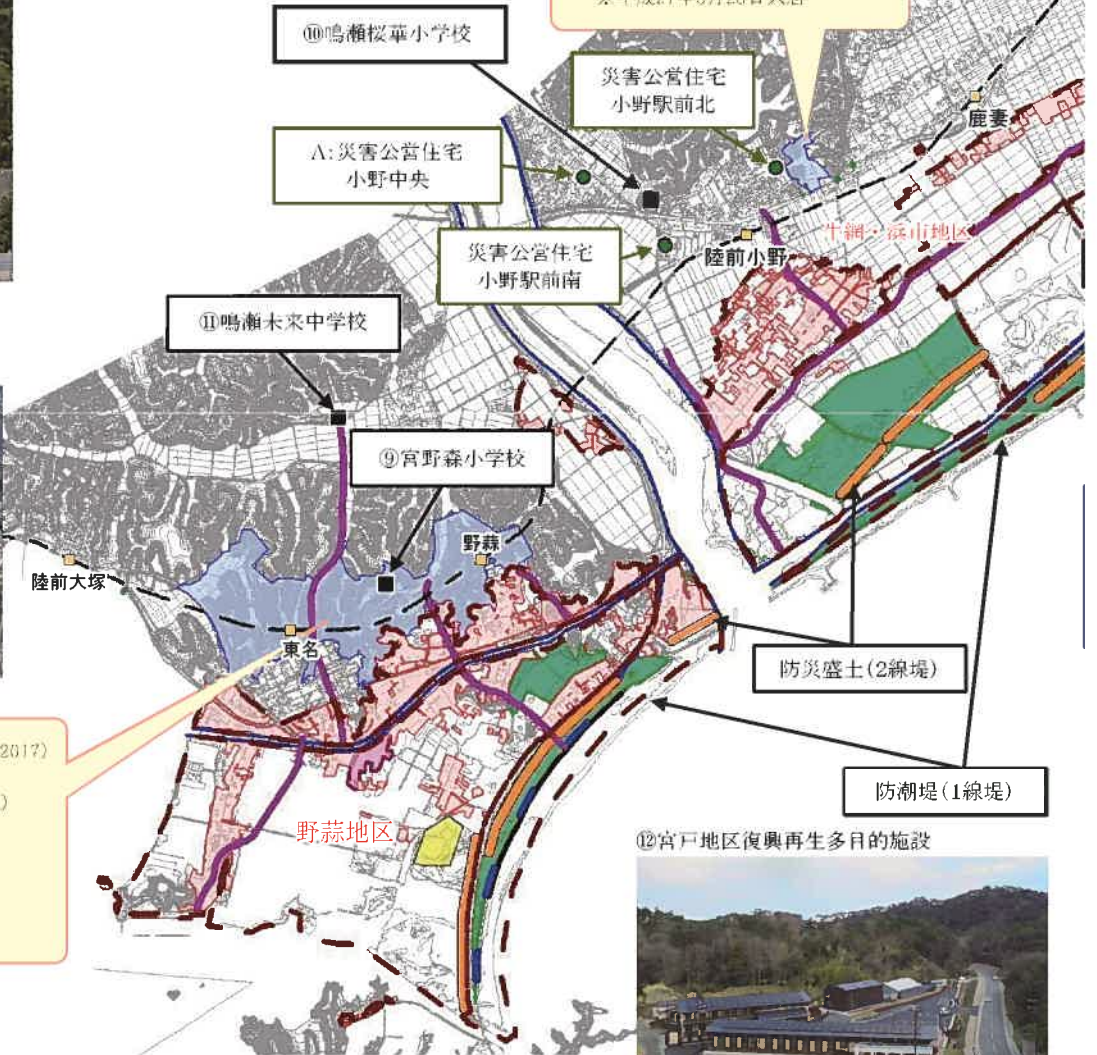 ⑩鳴瀬桜華小学校
災害公営住宅
小野駅前北
鹿妻
A:災害公営住宅
小野中央
牛網・浜市地区
災害公営住宅
小野駅前南
陸前小野
⑪鳴瀬未来中学校
⑨宮野森小学校
野蒜
陸前大塚
東名
防災盛土(2線堤)
2017)
)
防潮堤(1線堤)
野蒜地区
⑫宮戸地区復興再生多目的施設